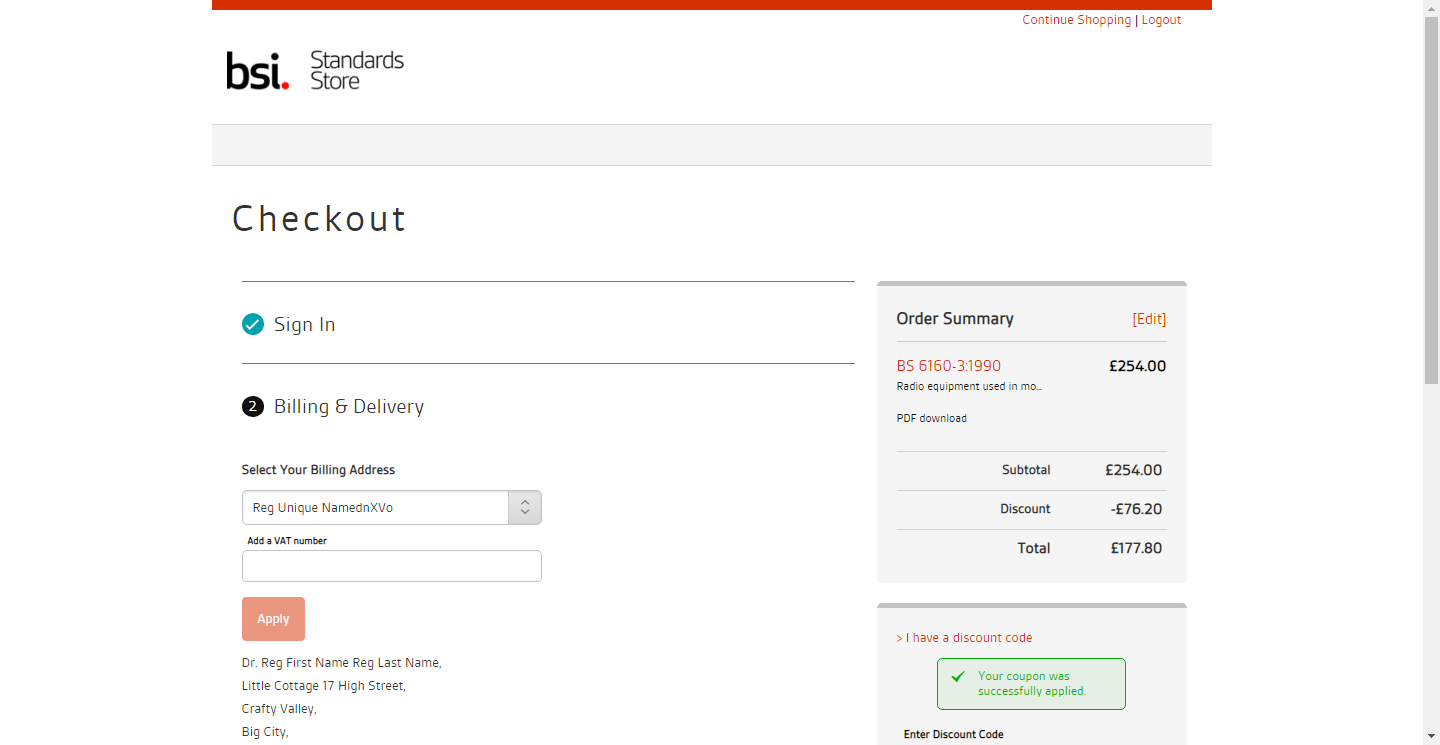 Continue Shopping | Logout
bsi. Standards Store
Checkout
Sign In
2 Billing & Delivery
Select Your Billing Address
Reg Unique NamednXVo
Add a VAT number
Apply
Dr. Reg First Name Reg Last Name,
Little Cottage 17 High Street,
Crafty Valley,
Big City,
Order Summary [Edit]
BS 6160-3:1990 £254.00
Radio equipment used in mo...
PDF download
Subtotal £254.00
Discount -£76.20
Total £177.80
> I have a discount code
Your coupon was
successfully applied.
Enter Discount Code